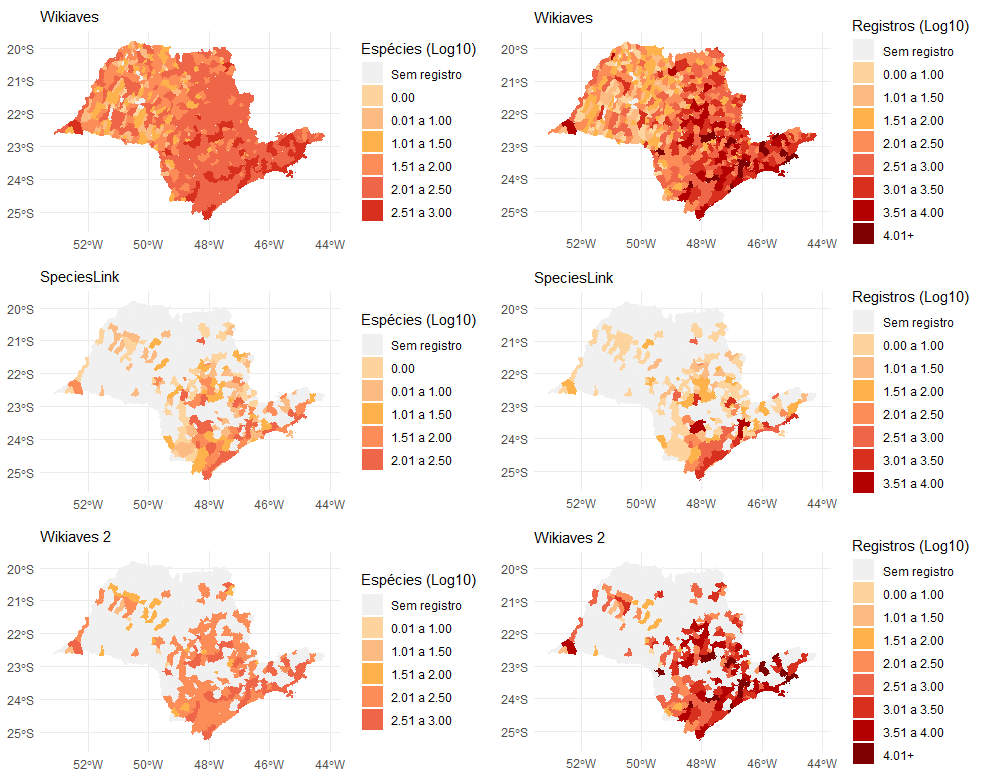 Wikiaves
20°S
21°S
22°S
23°S
24°S
25°S
52°W
50°W
48°W
46°W
44°W
Espécies (Log10)
Sem registro
0.00
0.01 a 1.00
1.01 a 1.50
1.51 a 2.00
2.01 a 2.50
2.51 a 3.00
Wikiaves
20°S
21°S
22°S
23°S
24°S
25°S
52°W
50°W
48°W
46°W
44°W
Registros (Log10)
Sem registro
0.00 a 1.00
1.01 a 1.50
1.51 a 2.00
2.01 a 2.50
2.51 a 3.00
3.01 a 3.50
3.51 a 4.00
4.01+
SpeciesLink
20°S
21°S
22°S
23°S
24°S
25°S
52°W
50°W
48°W
46°W
44°W
Espécies (Log10)
Sem registro
0.00
0.01 a 1.00
1.01 a 1.50
1.51 a 2.00
2.01 a 2.50
SpeciesLink
20°S
21°S
22°S
23°S
24°S
25°S
52°W
50°W
48°W
46°W
44°W
Registros (Log10)
Sem registro
0.00 a 1.00
1.01 a 1.50
1.51 a 2.00
2.01 a 2.50
2.51 a 3.00
3.01 a 3.50
3.51 a 4.00
Wikiaves 2
20°S
21°S
22°S
23°S
24°S
25°S
52°W
50°W
48°W
46°W
44°W
Espécies (Log10)
Sem registro
0.01 a 1.00
1.01 a 1.50
1.51 a 2.00
2.01 a 2.50
2.51 a 3.00
Wikiaves 2
20°S
21°S
22°S
23°S
24°S
25°S
52°W
50°W
48°W
46°W
44°W
Registros (Log10)
Sem registro
0.00 a 1.00
1.01 a 1.50
1.51 a 2.00
2.01 a 2.50
2.51 a 3.00
3.01 a 3.50
3.51 a 4.00
4.01+